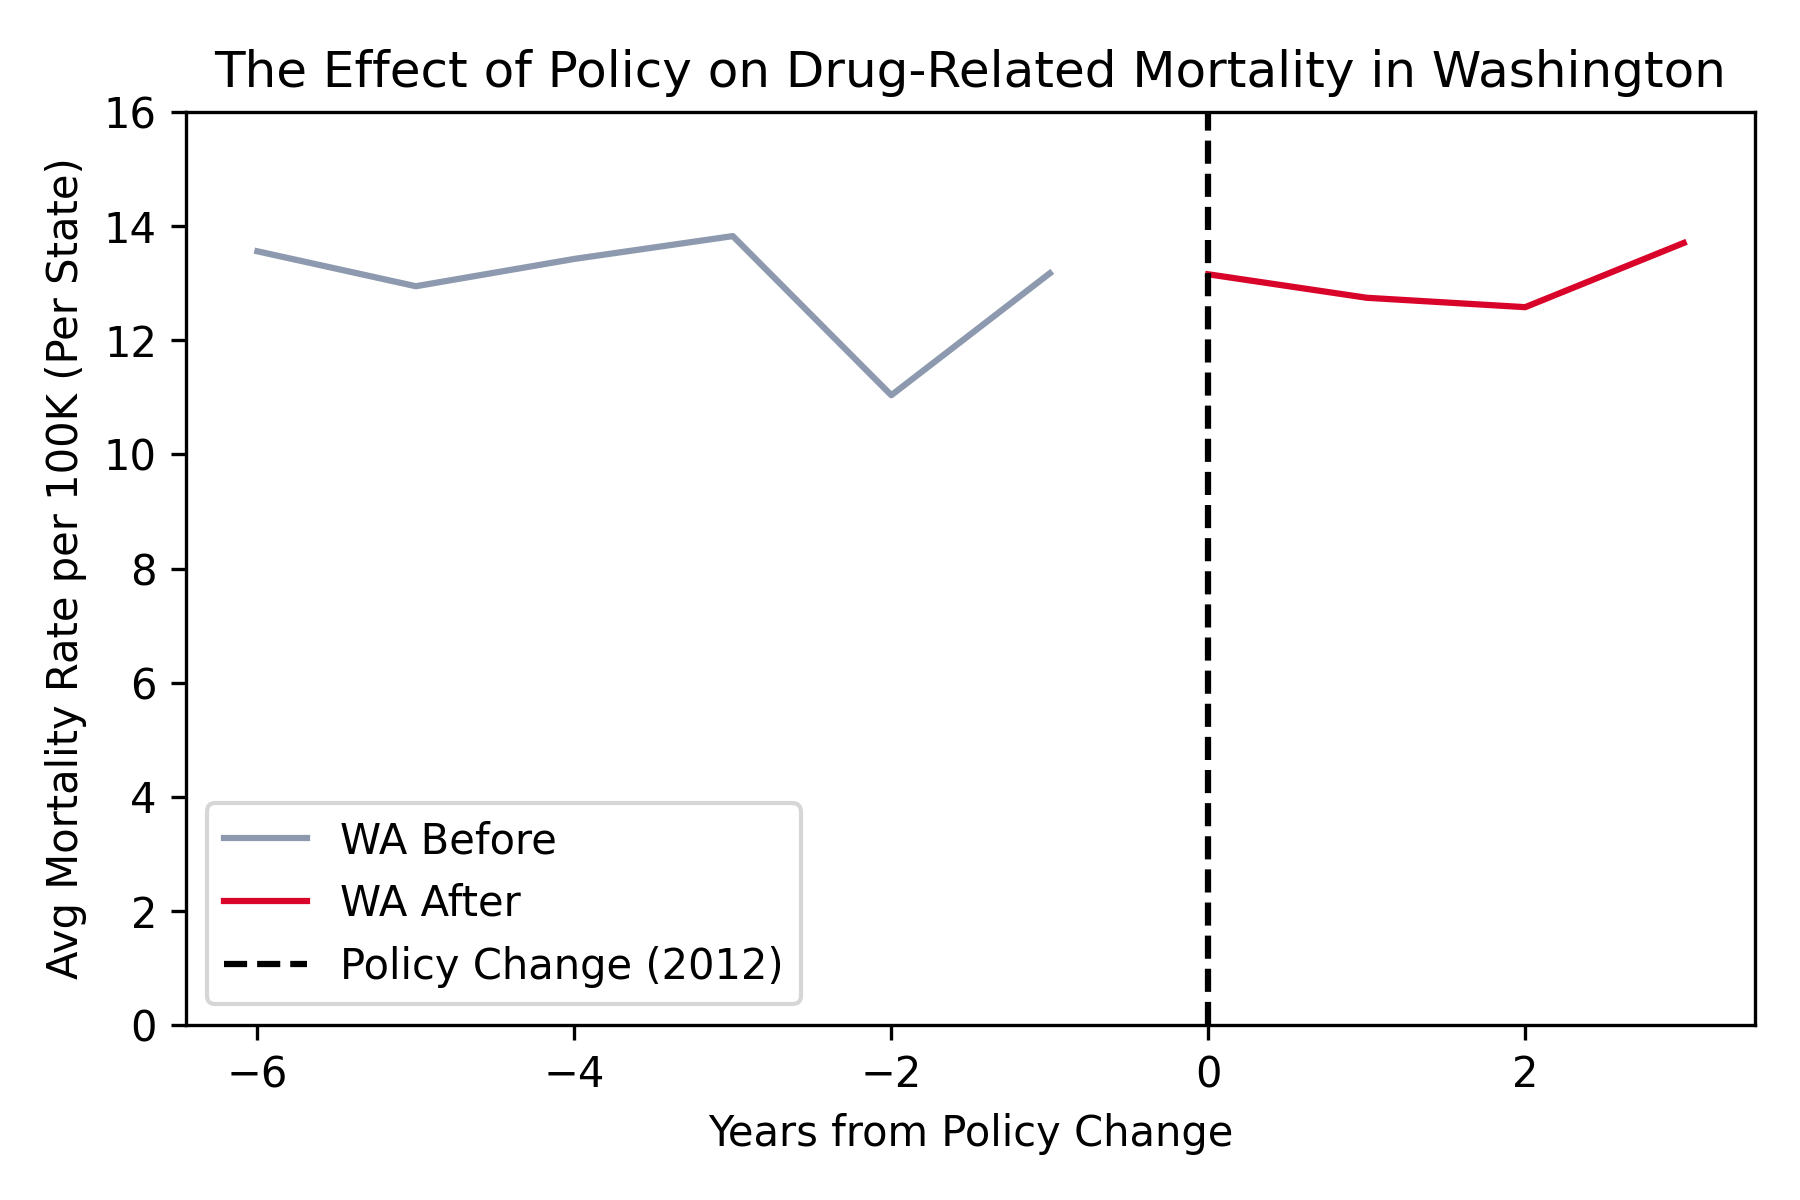 The Effect of Policy on Drug-Related Mortality in Washington
Avg Mortality Rate per 100K (Per State)
16
14
12
10
8
6
4
2
0
WA Before
WA After
Policy Change (2012)
−6
−4
−2
0
2
Years from Policy Change